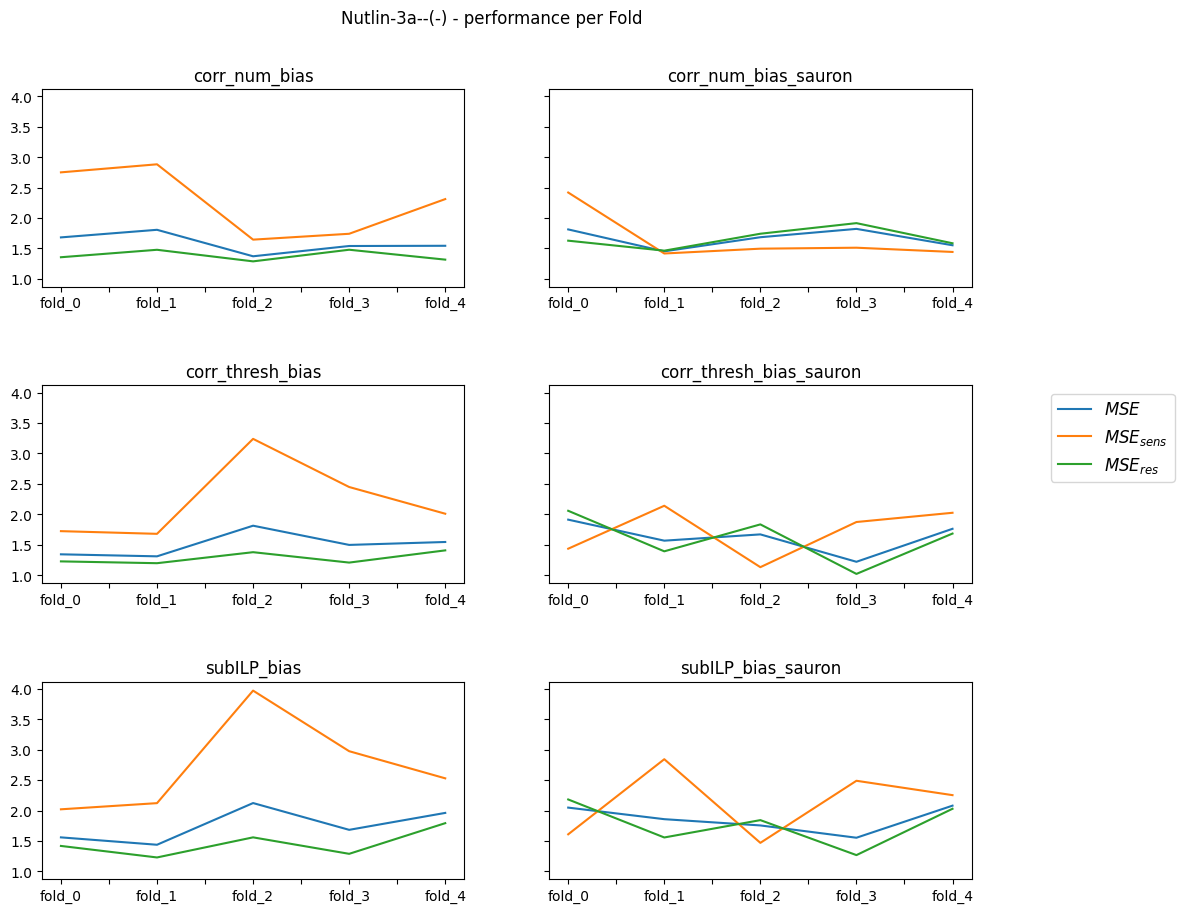 Nutlin-3a--(-) - performance per Fold
corr_num_bias
4.0
3.5
3.0
2.5
2.0
1.5
1.0
fold_0 fold_1 fold_2 fold_3 fold_4
corr_num_bias_sauron
fold_0 fold_1 fold_2 fold_3 fold_4
corr_thresh_bias
4.0
3.5
3.0
2.5
2.0
1.5
1.0
fold_0 fold_1 fold_2 fold_3 fold_4
corr_thresh_bias_sauron
fold_0 fold_1 fold_2 fold_3 fold_4
MSE
MSE_sens
MSE_res
subILP_bias
4.0
3.5
3.0
2.5
2.0
1.5
1.0
fold_0 fold_1 fold_2 fold_3 fold_4
subILP_bias_sauron
fold_0 fold_1 fold_2 fold_3 fold_4